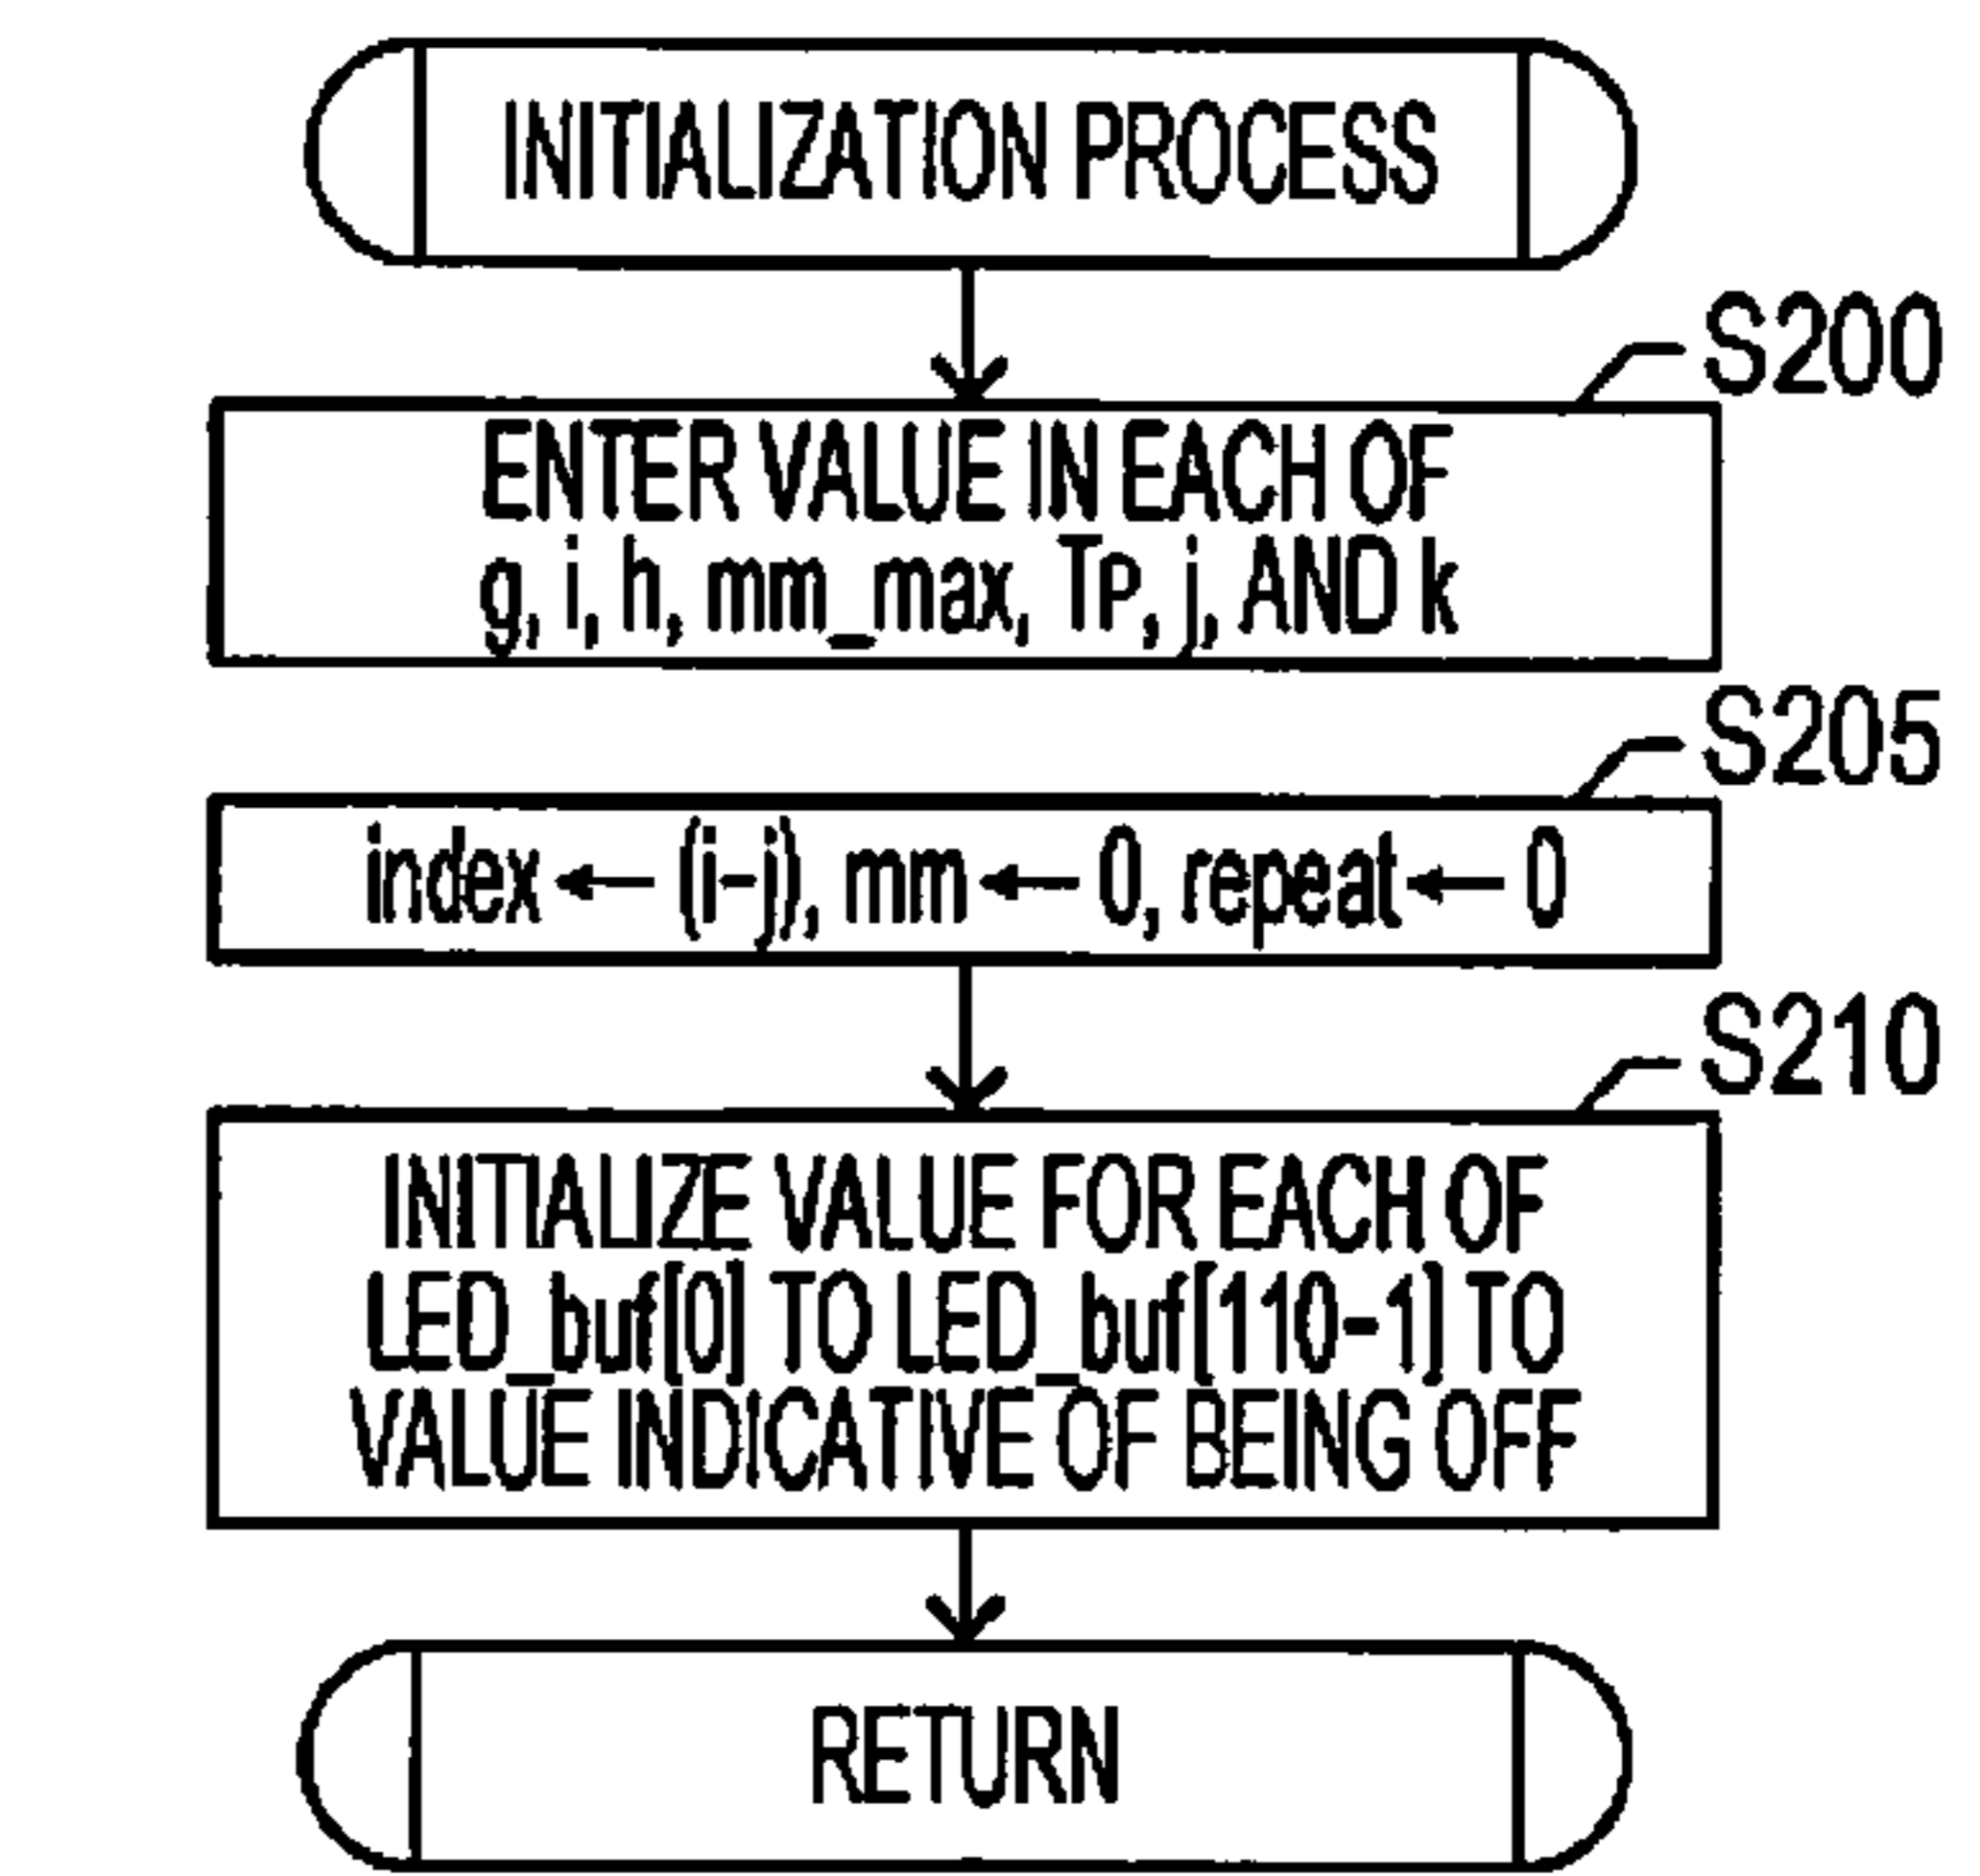 INITIALIZATION PROCESS
S200
ENTER VALUE IN EACH OF
g, i, h, mm_max, TP, j, AND k
S205
index ← (i-j), mm ← 0, repeat ← 0
S210
INITIALIZE VALUE FOR EACH OF
LED_buf[0] TO LED_buf[110-1] TO
VALUE INDICATIVE OF BEING OFF
RETURN